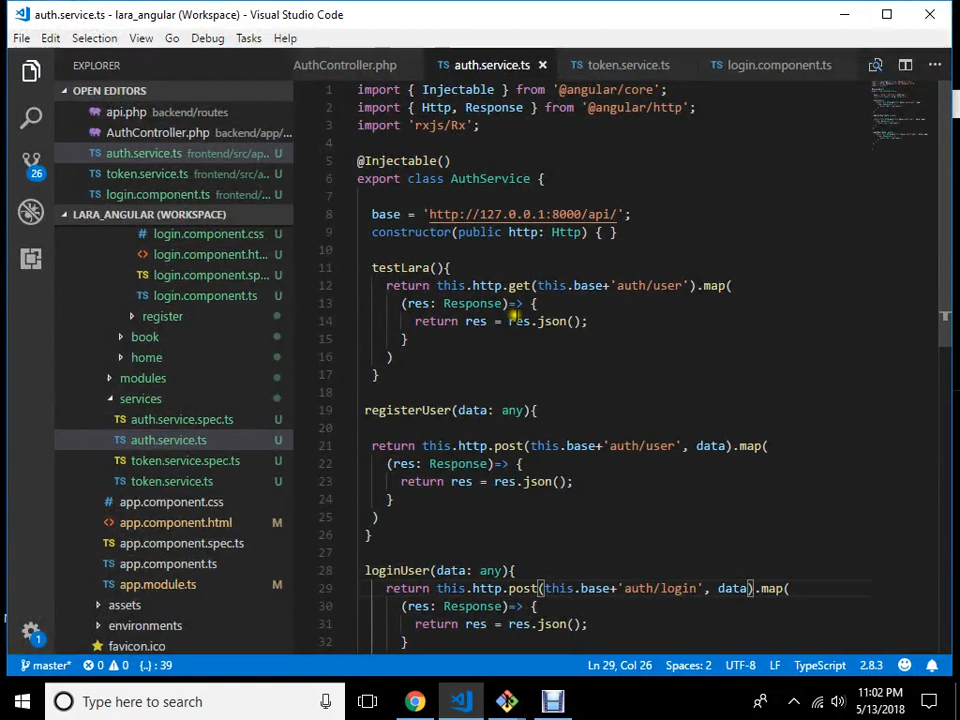 auth.service.ts - lara_angular (Workspace) - Visual Studio Code
File Edit Selection View Go Debug Tasks Help
EXPLORER
OPEN EDITORS
api.php backend/routes
AuthController.php backend/app/...
TS auth.service.ts frontend/src/ap..
TS token.service.ts frontend/src/ap...
TS login.component.ts frontend/...
LARA_ANGULAR (WORKSPACE)
# login.component.css
<> login.component.ht...
TS login.component.sp...
TS login.component.ts
register
book
home
modules
services
TS auth.service.spec.ts U
TS auth.service.ts U
TS token.service.spec.ts U
TS token.service.ts U
# app.component.css
<> app.component.html M
TS app.component.spec.ts
TS app.component.ts
TS app.module.ts M
assets
environments
favicon.ico
26
1
AuthController.php TS auth.service.ts TS token.service.ts TS login.component.ts
1 import { Injectable } from '@angular/core';
2 import { Http, Response } from '@angular/http';
3 import 'rxjs/Rx';
4
5 @Injectable()
6 export class AuthService {
7
8 base = 'http://127.0.0.1:8000/api/';
9 constructor(public http: Http) { }
10
11 testLara(){
12 return this.http.get(this.base+'auth/user').map(
13 (res: Response)=> {
14 return res = res.json();
15 }
16 )
17 }
18
19 registerUser(data: any){
20
21 return this.http.post(this.base+'auth/user', data).map(
22 (res: Response)=> {
23 return res = res.json();
24 }
25 )
26 }
27
28 loginUser(data: any){
29 return this.http.post(this.base+'auth/login', data).map(
30 (res: Response)=> {
31 return res = res.json();
32 }
master* 0 0 {..} : 39 Ln 29, Col 26 Spaces: 2 UTF-8 LF TypeScript 2.8.3
Type here to search
11:02 PM
5/13/2018